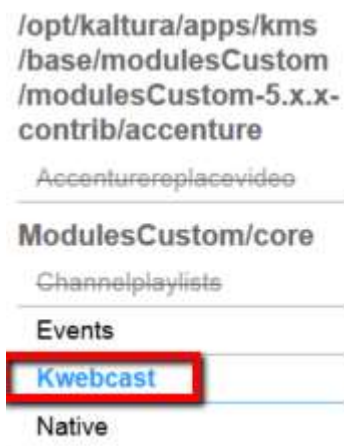 /opt/kaltura/apps/kms
/base/modulesCustom
/modulesCustom-5.x.x-
contrib/accenture
Accenturereplacevideo
ModulesCustom/core
Channelplaylists
Events
Kwebcast
Native